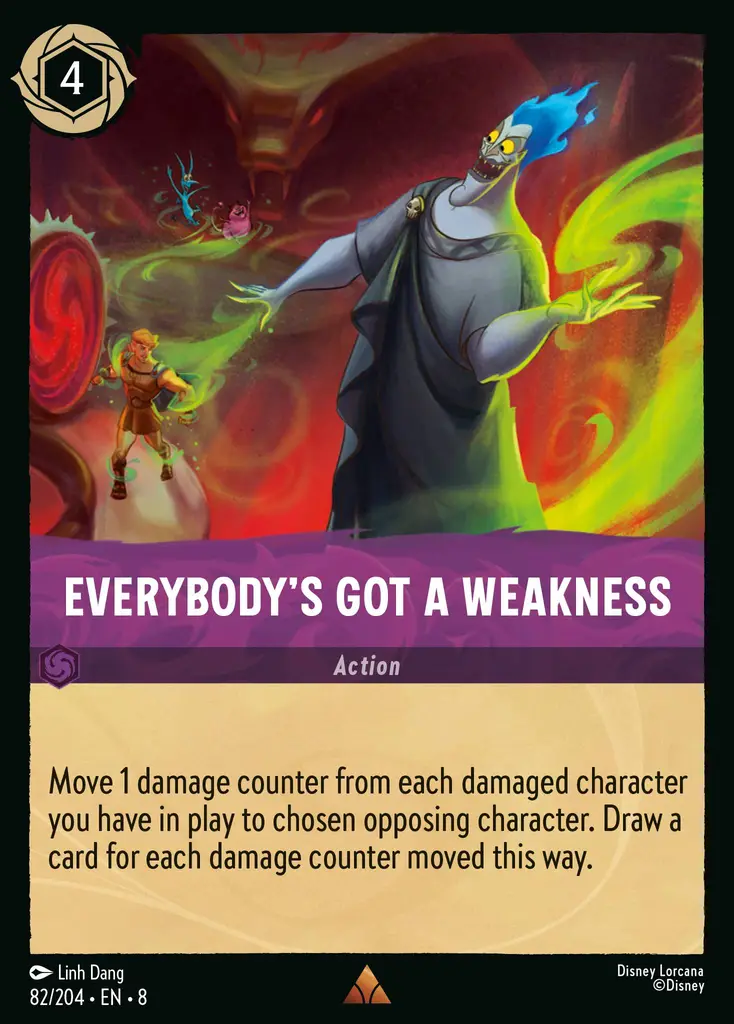 4
EVERYBODY'S GOT A WEAKNESS
Action
Move 1 damage counter from each damaged character
you have in play to chosen opposing character. Draw a
card for each damage counter moved this way.
Linh Dang
Disney Lorcana
82/204 • EN • 8
©Disney